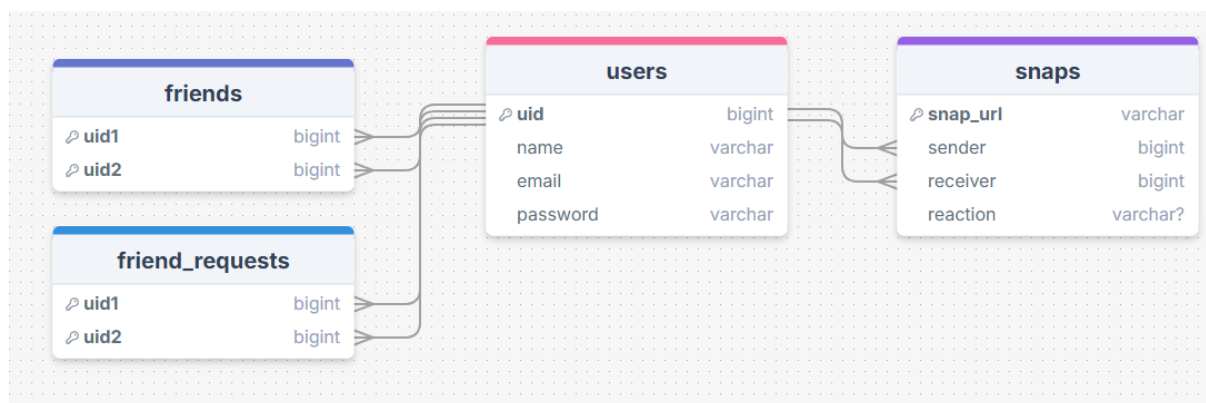 friends
uid1 bigint
uid2 bigint
friend_requests
uid1 bigint
uid2 bigint
users
uid bigint
name varchar
email varchar
password varchar
snaps
snap_url varchar
sender bigint
receiver bigint
reaction varchar?